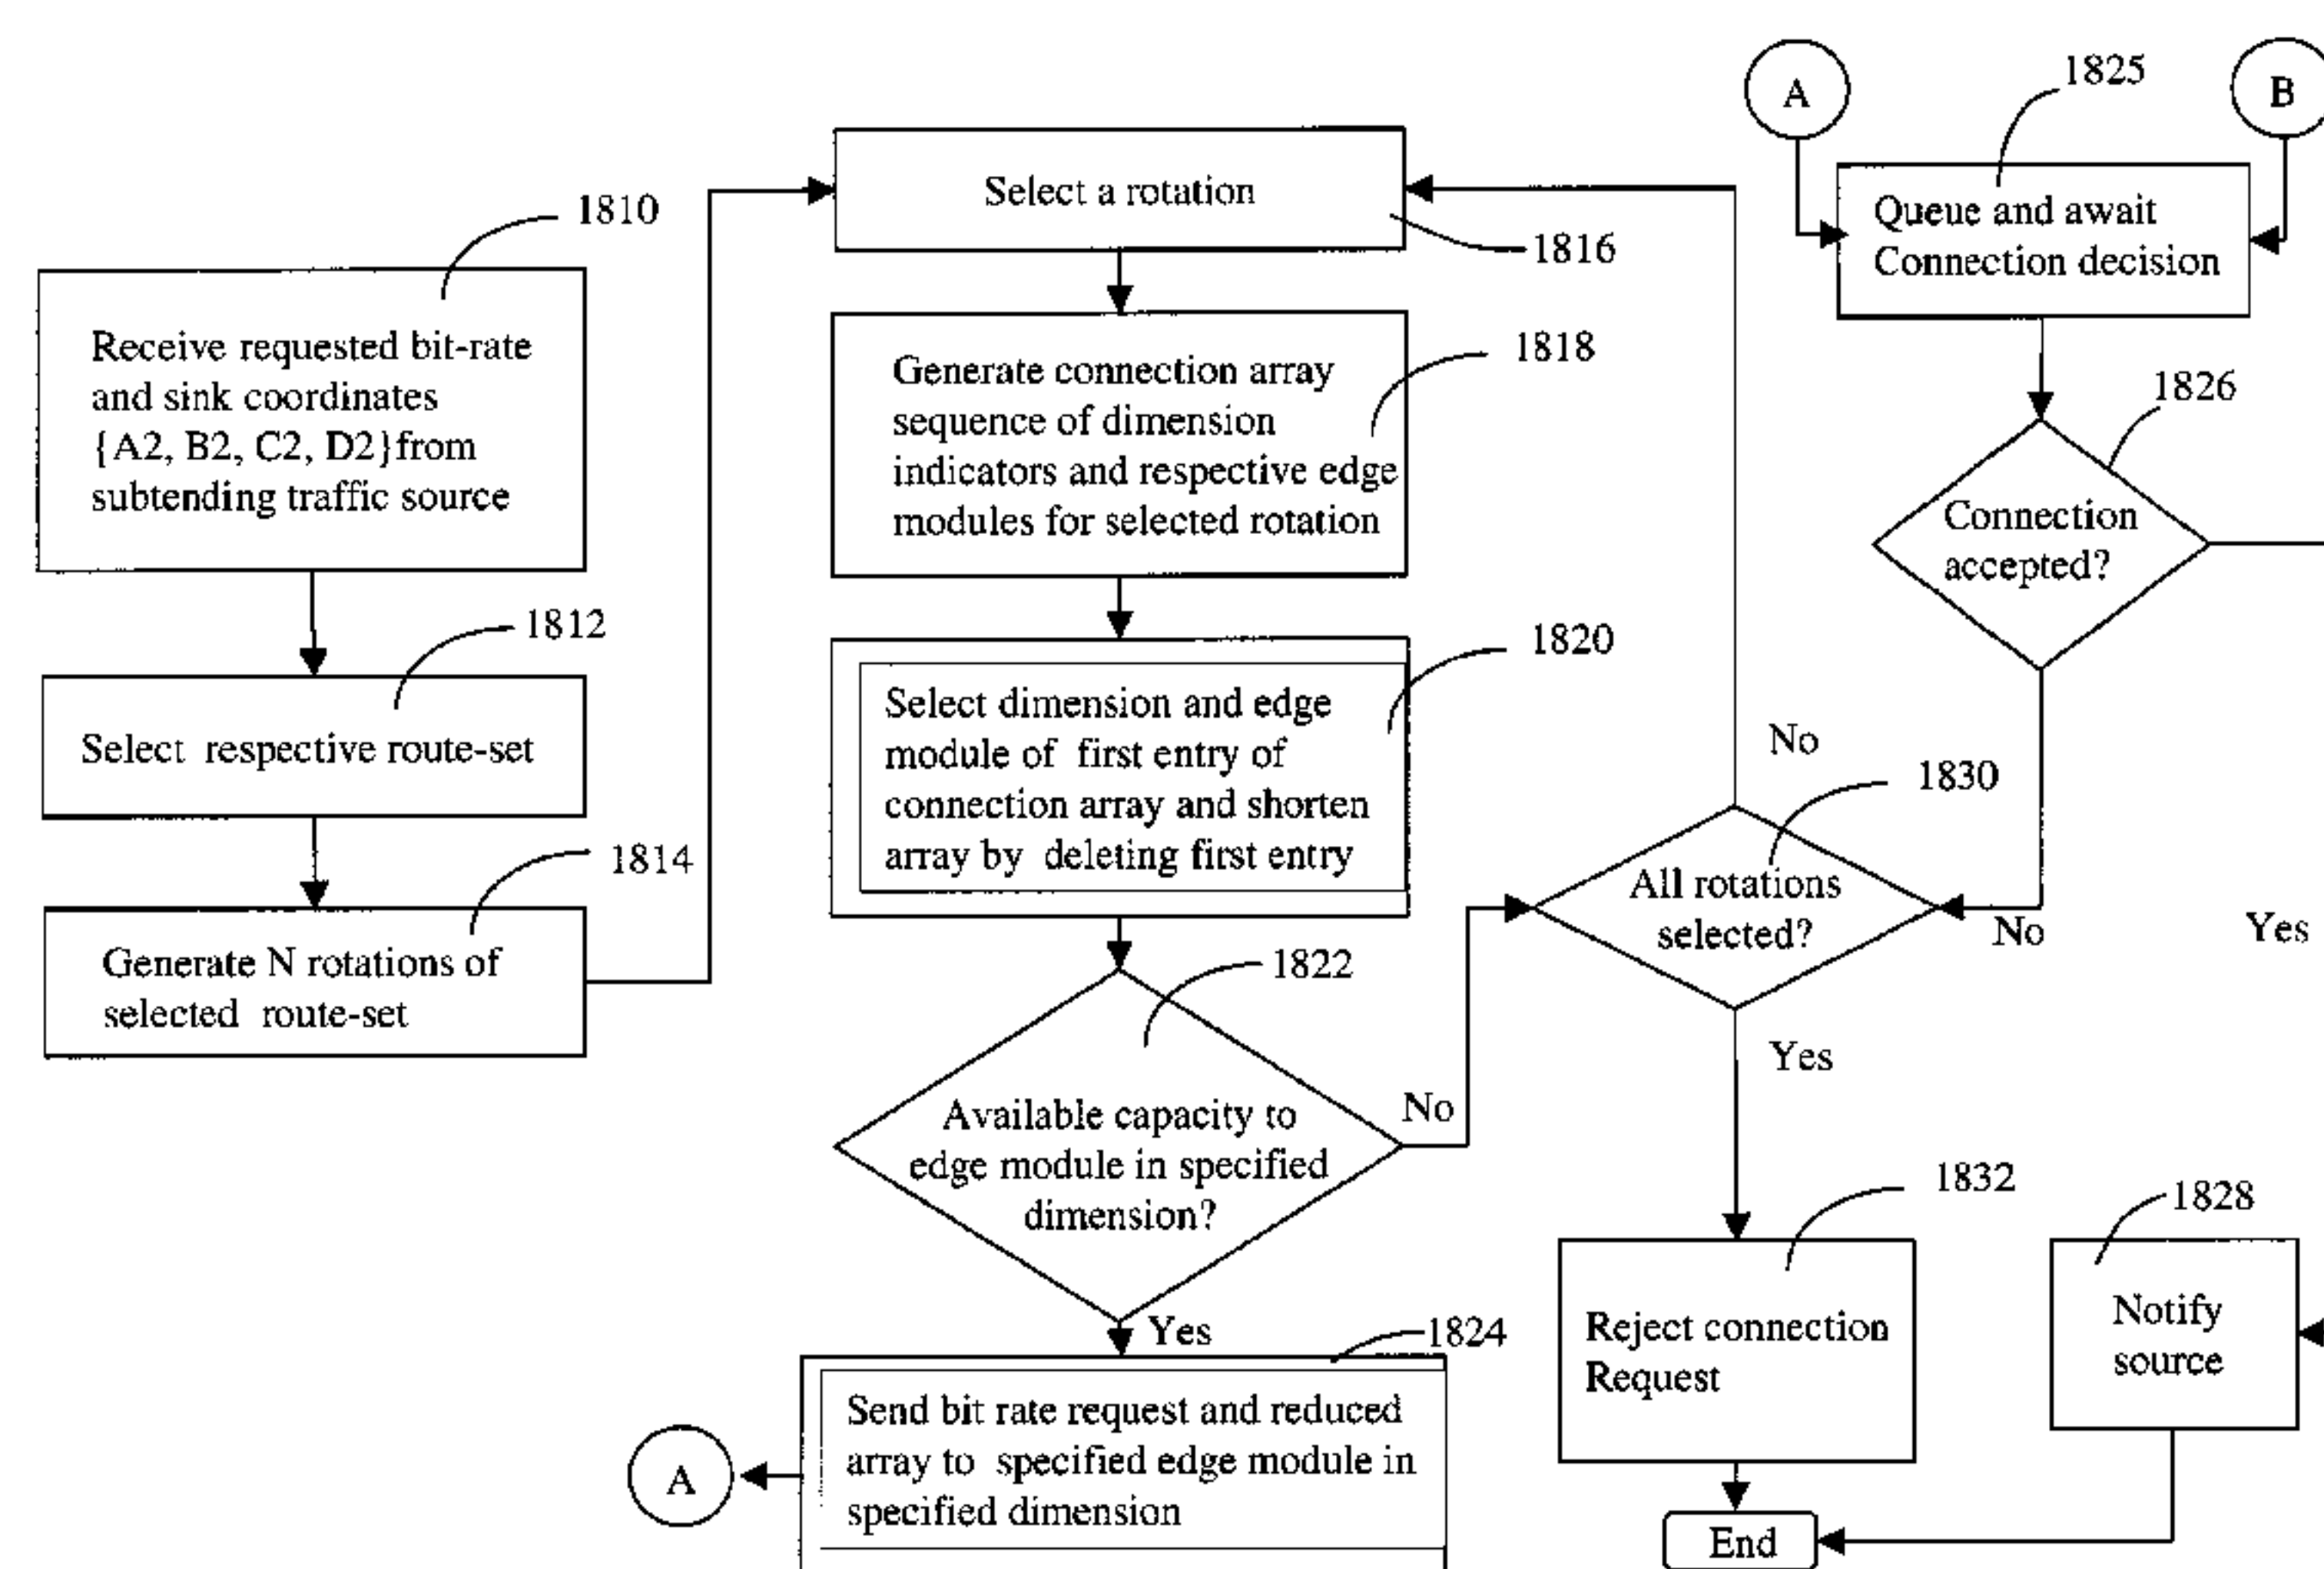 1810
Receive requested bit-rate
and sink coordinates
{A2, B2, C2, D2}from
subtending traffic source
1812
Select respective route-set
1814
Generate N rotations of
selected route-set
Select a rotation
1816
Generate connection array
sequence of dimension
indicators and respective edge
modules for selected rotation
1818
1820
Select dimension and edge
module of first entry of
connection array and shorten
array by deleting first entry
1822
Available capacity to
edge module in specified
dimension?
No
Yes
1824
Send bit rate request and reduced
array to specified edge module in
specified dimension
A
A
B
1825
Queue and await
Connection decision
1826
Connection
accepted?
No
Yes
No
1830
All rotations
selected?
Yes
1832
Reject connection
Request
1828
Notify
source
End